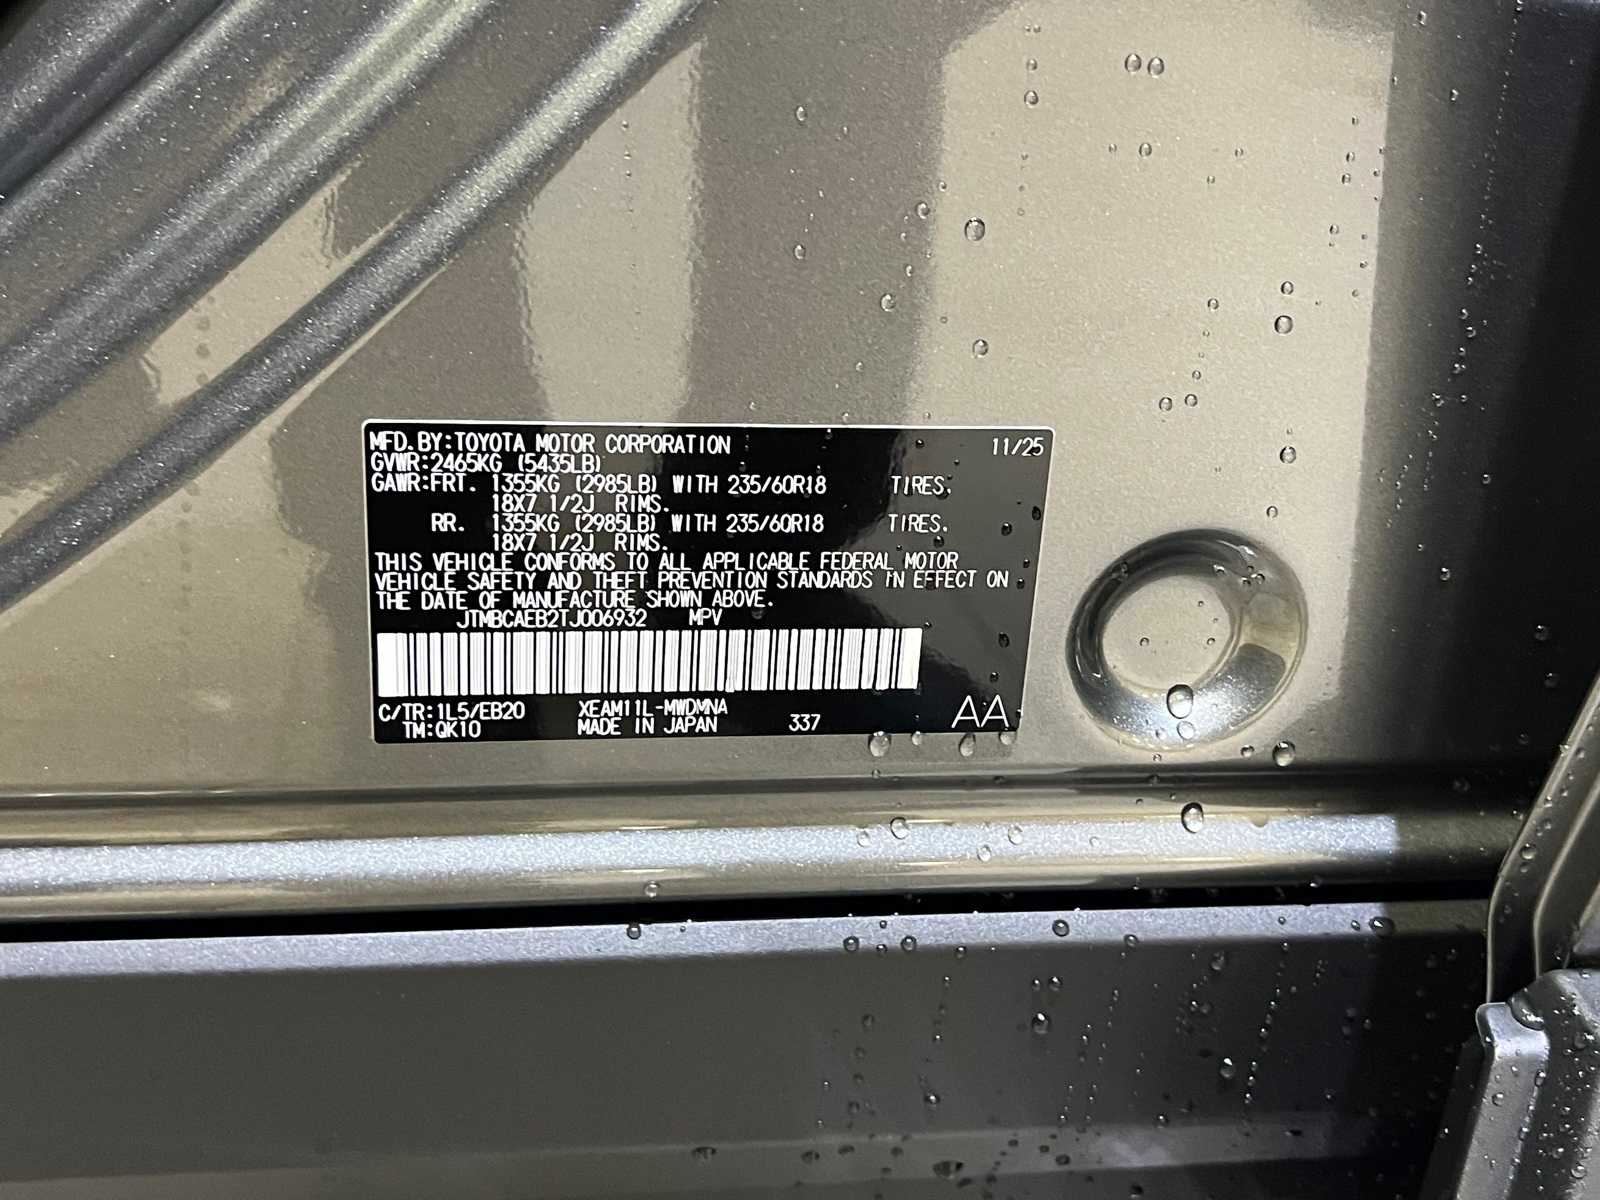 MFD. BY: TOYOTA MOTOR CORPORATION 11/25
GVWR: 2465KG (5435LB)
GAWR: FRT. 1355KG (2985LB) WITH 235/60R18 TIRES,
18X7 1/2J RIMS.
RR. 1355KG (2985LB) WITH 235/60R18 TIRES,
18X7 1/2J RIMS.
THIS VEHICLE CONFORMS TO ALL APPLICABLE FEDERAL MOTOR
VEHICLE SAFETY AND THEFT PREVENTION STANDARDS IN EFFECT ON
THE DATE OF MANUFACTURE SHOWN ABOVE.
JTMBCAEB2TJ006932 MPV
C/TR: 1L5/EB20 XEAM11L-MWDMNA
TM: QK10 MADE IN JAPAN 337 AA